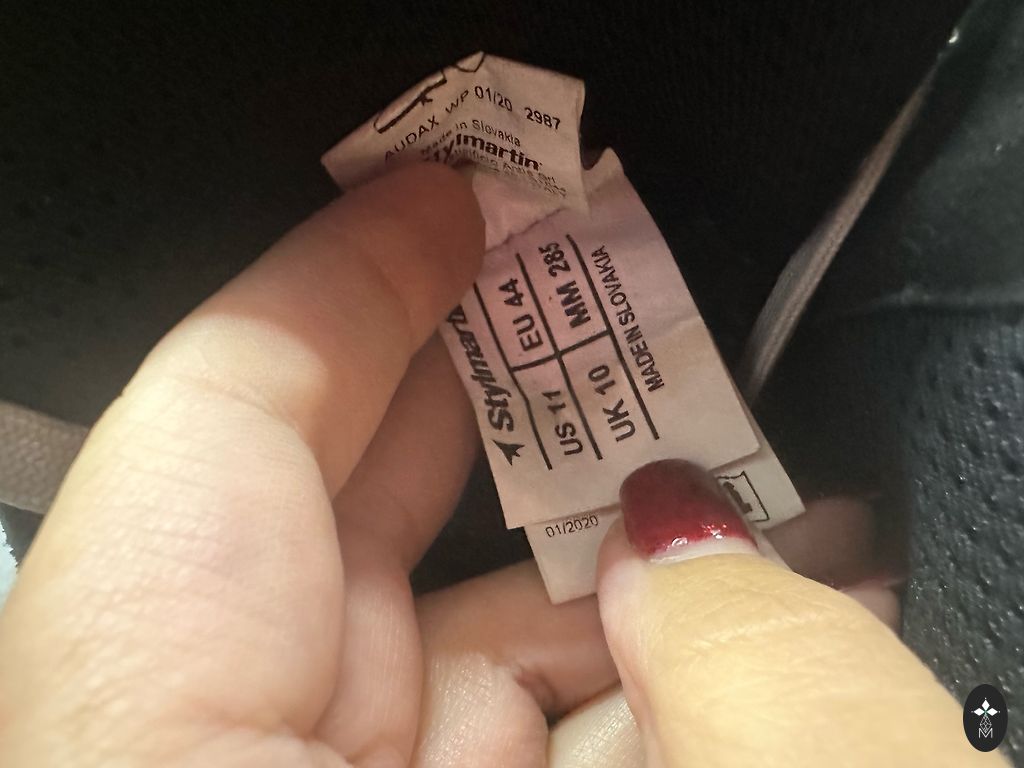 AUDAX WP 01/20 2987
Made in Slovakia
Stylmartin
Stylmartin
US 11 EU 44
UK 10 MM 285
MADE IN SLOVAKIA
01/2020
M